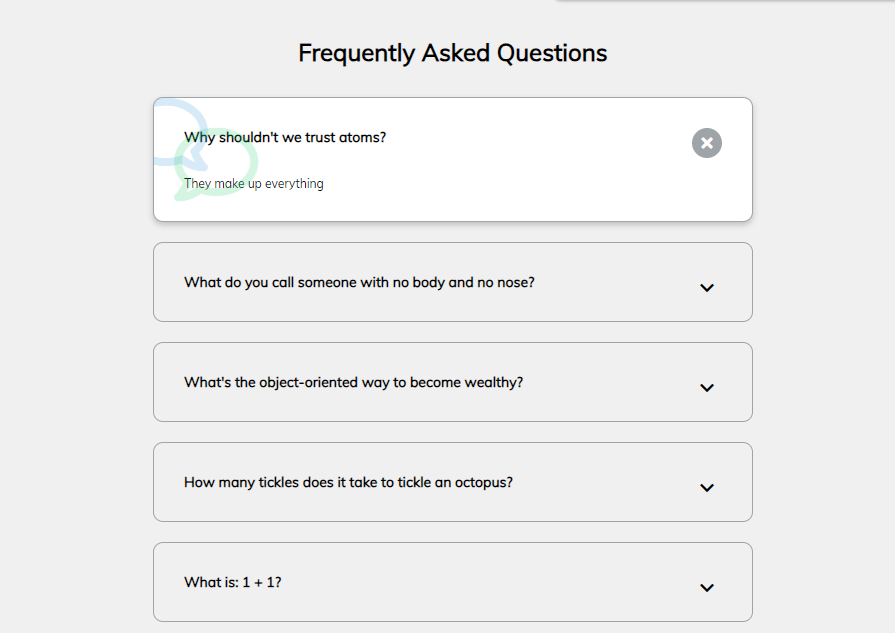 Frequently Asked Questions
Why shouldn't we trust atoms?
They make up everything
What do you call someone with no body and no nose?
What's the object-oriented way to become wealthy?
How many tickles does it take to tickle an octopus?
What is: 1 + 1?